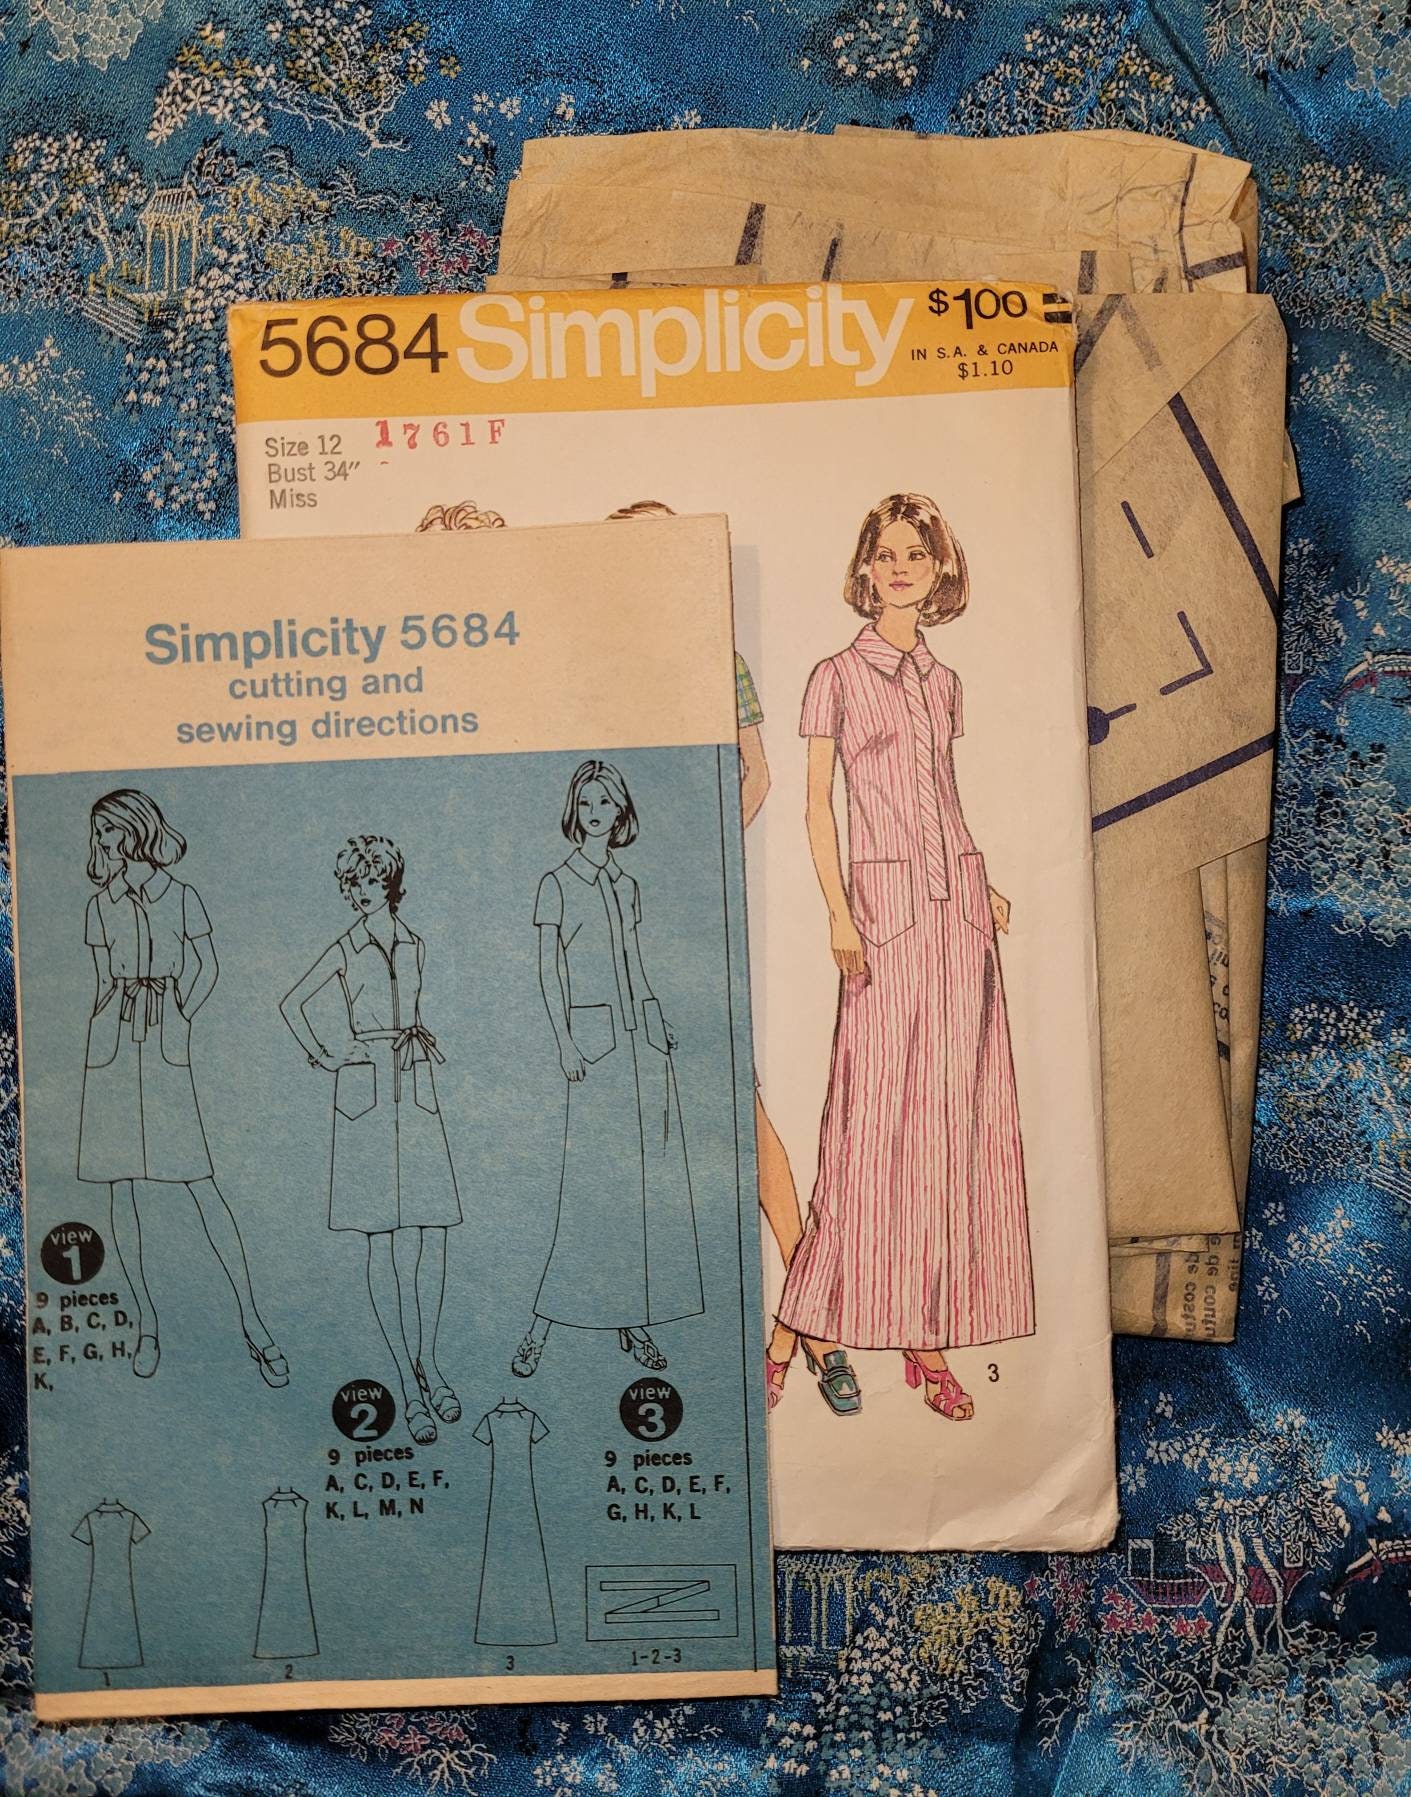 5684 Simplicity $1.00
IN S.A. & CANADA
$1.10
Size 12 1761F
Bust 34"
Miss
3
Simplicity 5684
cutting and
sewing directions
view
1
9 pieces
A, B, C, D,
E, F, G, H,
K,
view
2
9 pieces
A, C, D, E, F,
K, L, M, N
view
3
9 pieces
A, C, D, E, F,
G, H, K, L
1
2
3
1-2-3